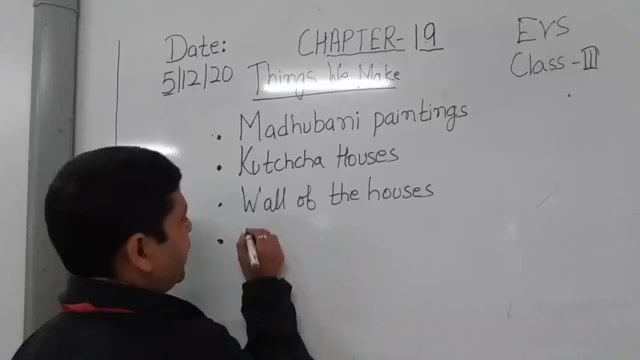 Date: CHAPTER-19 EVS
5/12/20 Things We Make Class-III
. Madhubani paintings
. Kutchcha Houses
. Wall of the houses
.